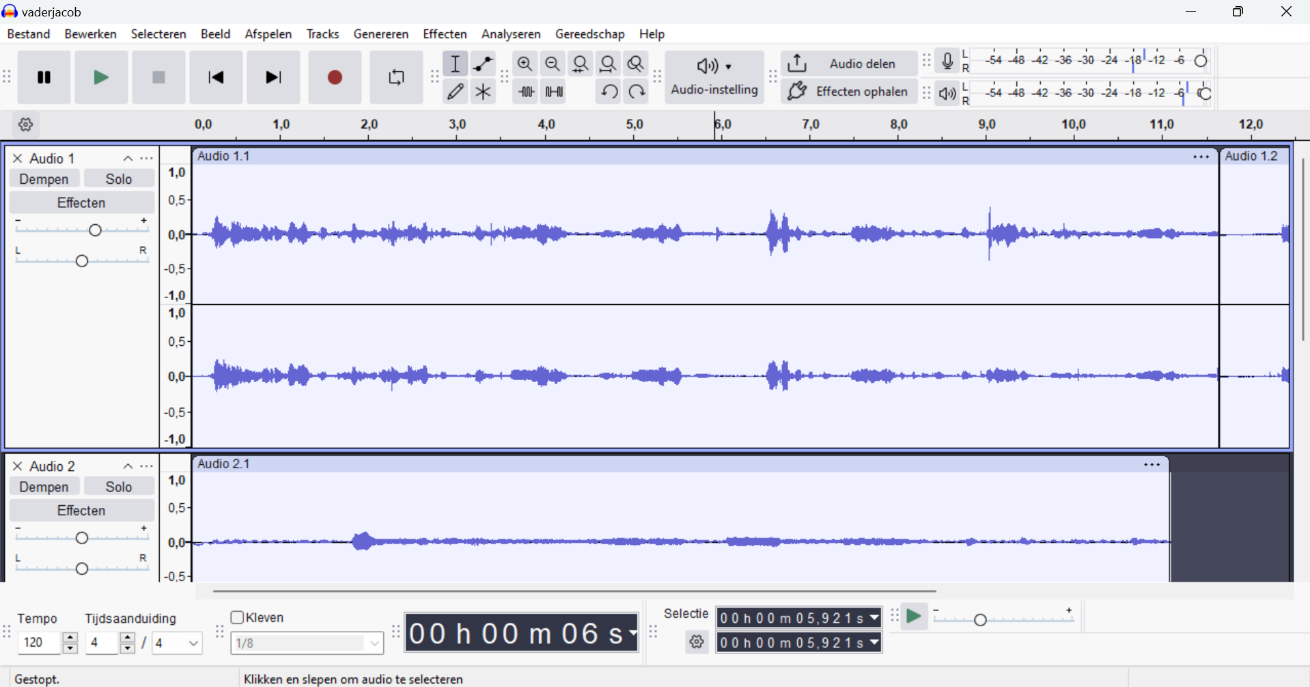 vaderjacob
Bestand Bewerken Selecteren Beeld Afspelen Tracks Genereren Effecten Analyseren Gereedschap Help
Audio-instelling
Audio delen
Effecten ophalen
L
R
-54 -48 -42 -36 -30 -24 -18 -12 -6
L
R
-54 -48 -42 -36 -30 -24 -18 -12 -6
0,0 1,0 2,0 3,0 4,0 5,0 6,0 7,0 8,0 9,0 10,0 11,0 12,0
Audio 1
Dempen Solo
Effecten
- +
L R
1,0
0,5
0,0
-0,5
-1,0
1,0
0,5
0,0
-0,5
-1,0
Audio 1.1
Audio 1.2
Audio 2
Dempen Solo
Effecten
- +
L R
1,0
0,5
0,0
-0,5
Audio 2.1
Tempo
120
Tijdsaanduiding
4 / 4
Kleven
1/8
00 h 00 m 06 s
Selectie
00 h 00 m 05,921 s
00 h 00 m 05,921 s
- +
Gestopt.
Klikken en slepen om audio te selecteren